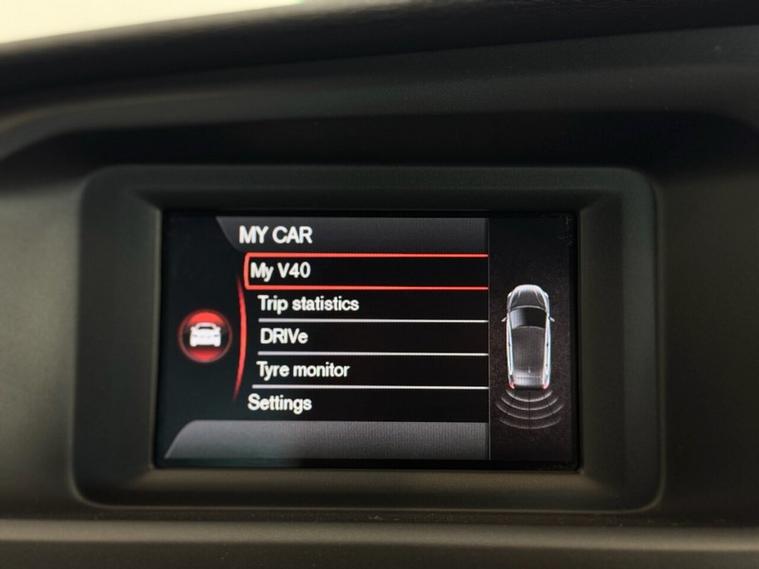 MY CAR
My V40
Trip statistics
DRIVe
Tyre monitor
Settings